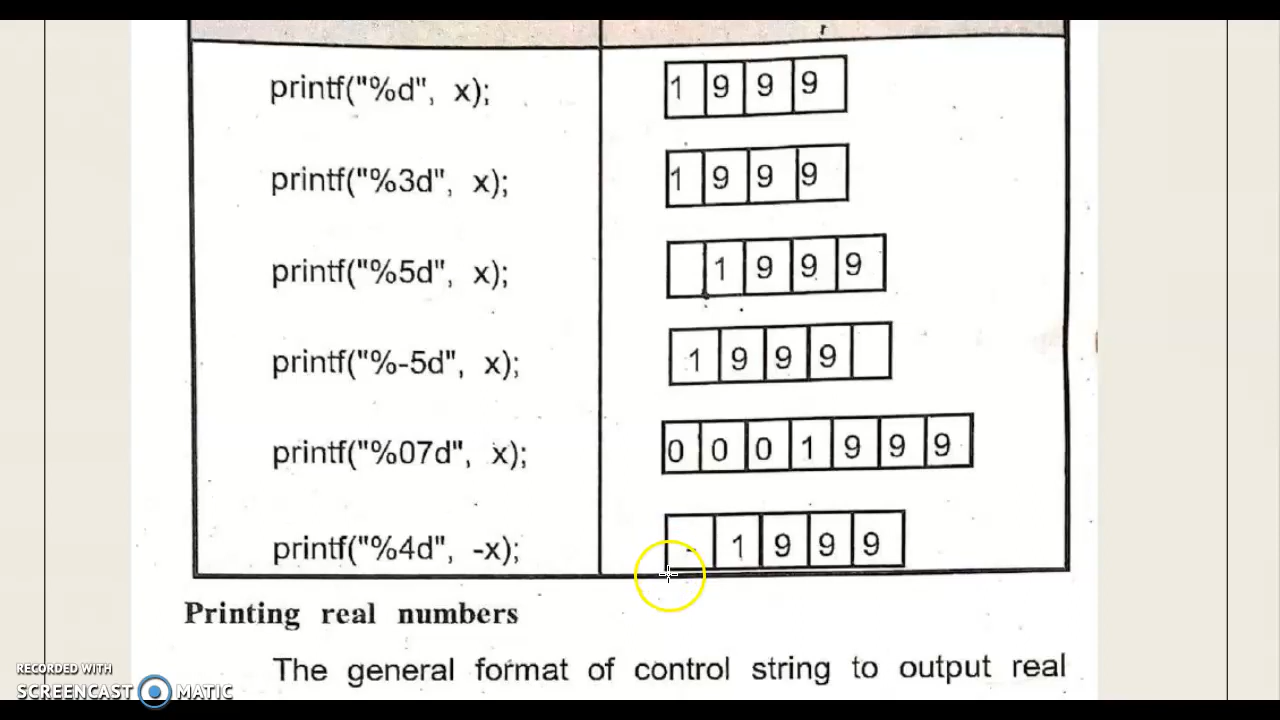 printf("%d", x); 1 9 9 9
printf("%3d", x); 1 9 9 9
printf("%5d", x); 1 9 9 9
printf("%-5d", x); 1 9 9 9
printf("%07d", x); 0 0 0 1 9 9 9
printf("%4d", -x); - 1 9 9 9
Printing real numbers
The general format of control string to output real
RECORDED WITH
SCREENCAST MATIC